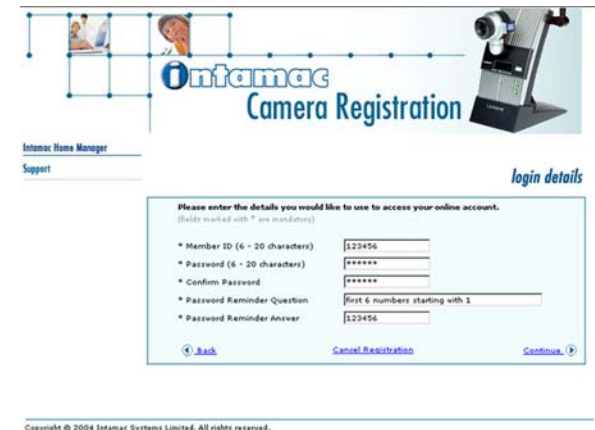 intamac
Camera Registration
Intamac Home Manager
Support
login details
Please enter the details you would like to use to access your online account.
(fields marked with * are mandatory)
* Member ID (6 - 20 characters) 123456
* Password (6 - 20 characters) ******
* Confirm Password ******
* Password Reminder Question first 6 numbers starting with 1
* Password Reminder Answer 123456
Back Cancel Registration Continue
Copyright @ 2004 Intamac Systems Limited. All rights reserved.